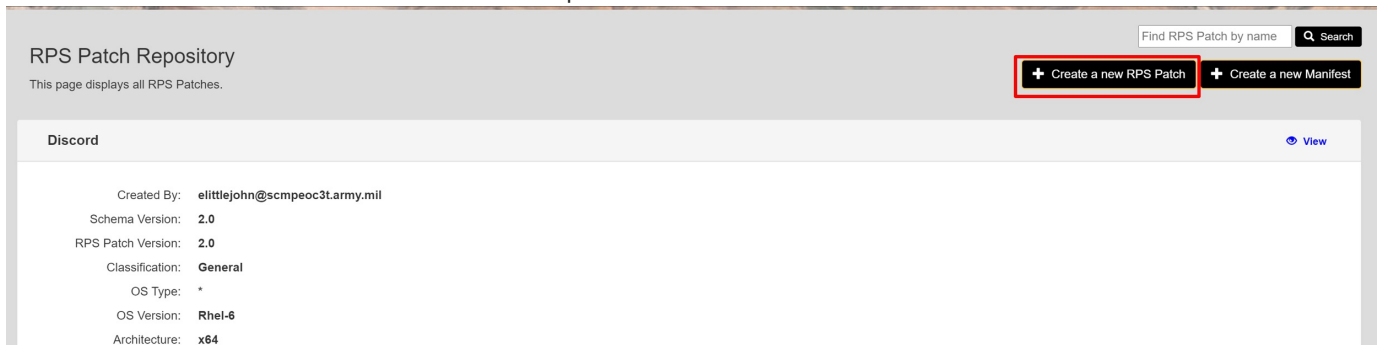 Find RPS Patch by name Search
RPS Patch Repository
This page displays all RPS Patches.
+ Create a new RPS Patch + Create a new Manifest
Discord View
Created By: elittlejohn@scmpeoc3t.army.mil
Schema Version: 2.0
RPS Patch Version: 2.0
Classification: General
OS Type: *
OS Version: Rhel-6
Architecture: x64